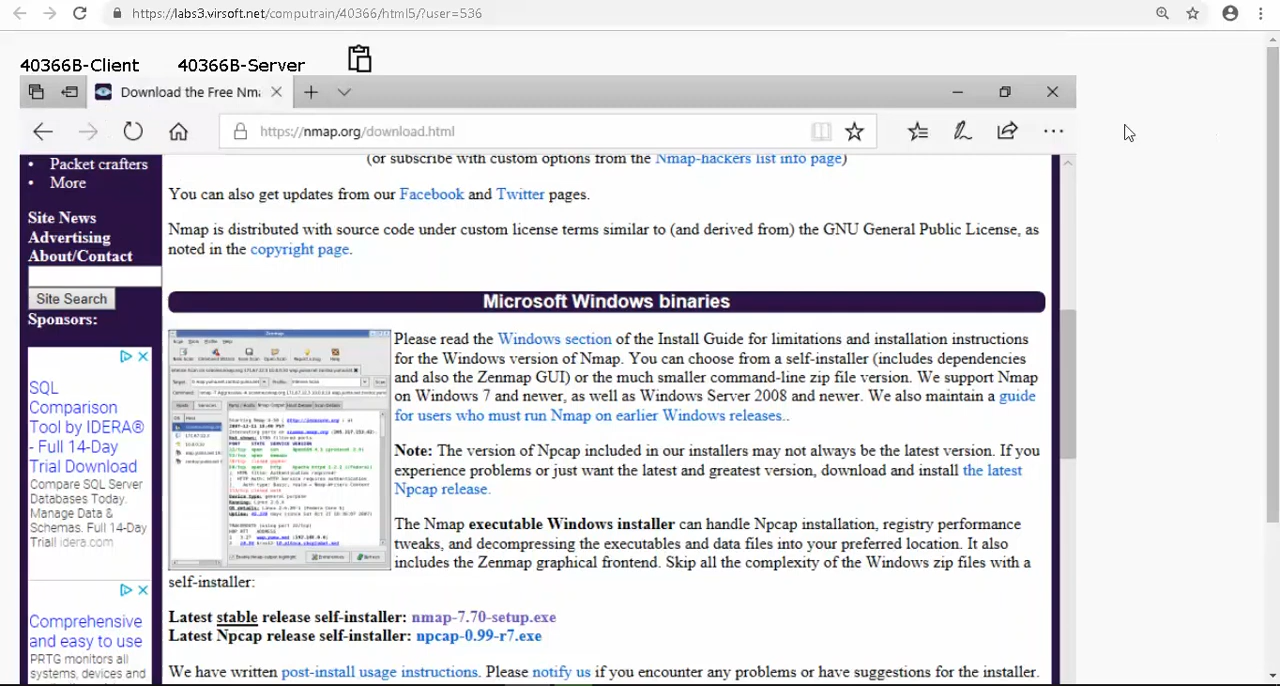 https://labs3.virsoft.net/computrain/40366/html5/?user=536
40366B-Client
40366B-Server
Download the Free Nma
https://nmap.org/download.html
• Packet crafters
• More
Site News
Advertising
About/Contact
Site Search
Sponsors:
SQL
Comparison
Tool by IDERA®
- Full 14-Day
Trial Download
Compare SQL Server
Databases Today.
Manage Data &
Schemas. Full 14-Day
Triall idera.com
Comprehensive
and easy to use
PRTG monitors all
systems, devices and
(or subscribe with custom options from the Nmap-hackers list info page)
You can also get updates from our Facebook and Twitter pages.
Nmap is distributed with source code under custom license terms similar to (and derived from) the GNU General Public License, as
noted in the copyright page.
Microsoft Windows binaries
Please read the Windows section of the Install Guide for limitations and installation instructions
for the Windows version of Nmap. You can choose from a self-installer (includes dependencies
and also the Zenmap GUI) or the much smaller command-line zip file version. We support Nmap
on Windows 7 and newer, as well as Windows Server 2008 and newer. We also maintain a guide
for users who must run Nmap on earlier Windows releases..
Note: The version of Npcap included in our installers may not always be the latest version. If you
experience problems or just want the latest and greatest version, download and install the latest
Npcap release.
The Nmap executable Windows installer can handle Npcap installation, registry performance
tweaks, and decompressing the executables and data files into your preferred location. It also
includes the Zenmap graphical frontend. Skip all the complexity of the Windows zip files with a
self-installer:
Latest stable release self-installer: nmap-7.70-setup.exe
Latest Npcap release self-installer: npcap-0.99-r7.exe
We have written post-install usage instructions. Please notify us if you encounter any problems or have suggestions for the installer.